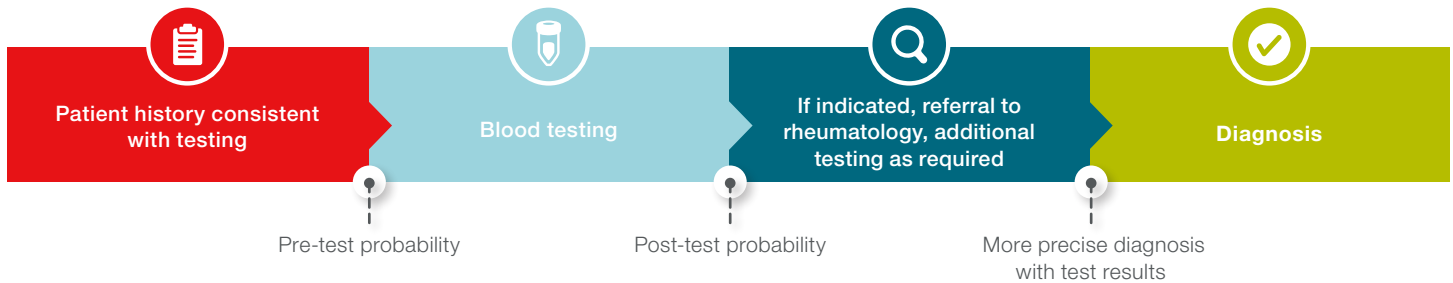 Patient history consistent
with testing
Blood testing
If indicated, referral to
rheumatology, additional
testing as required
Diagnosis
Pre-test probability
Post-test probability
More precise diagnosis
with test results